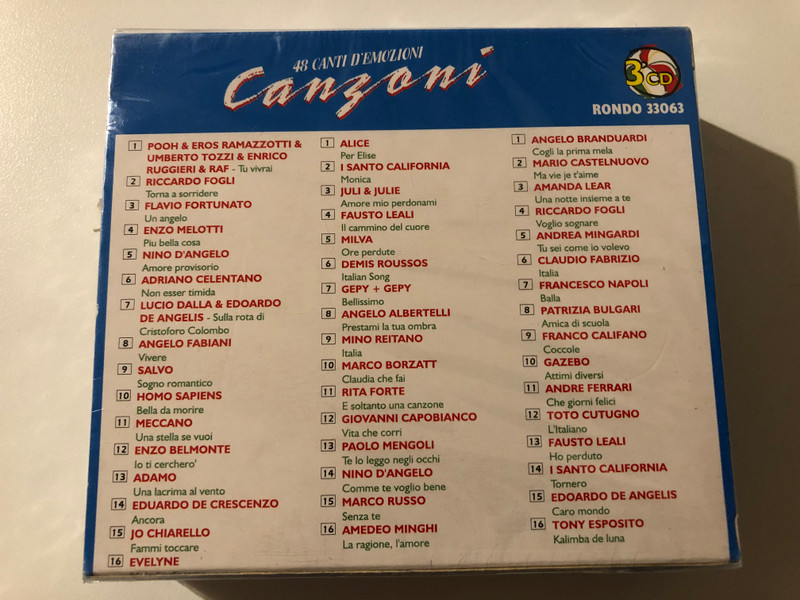 48 CANTI D'EMOZIONI
Canzoni
3CD
RONDO 33063
1 POOH & EROS RAMAZZOTTI &
UMBERTO TOZZI & ENRICO
RUGGIERI & RAF - Tu vivrai
2 RICCARDO FOGLI
Torna a sorridere
3 FLAVIO FORTUNATO
Un angelo
4 ENZO MELOTTI
Piu bella cosa
5 NINO D'ANGELO
Amore provisorio
6 ADRIANO CELENTANO
Non esser timida
7 LUCIO DALLA & EDOARDO
DE ANGELIS - Sulla rota di
Cristoforo Colombo
8 ANGELO FABIANI
Vivere
9 SALVO
Sogno romantico
10 HOMO SAPIENS
Bella da morire
11 MECCANO
Una stella se vuoi
12 ENZO BELMONTE
Io ti cerchero'
13 ADAMO
Una lacrima al vento
14 EDUARDO DE CRESCENZO
Ancora
15 JO CHIARELLO
Fammi toccare
16 EVELYNE
1 ALICE
Per Elise
2 I SANTO CALIFORNIA
Monica
3 JULI & JULIE
Amore mio perdonami
4 FAUSTO LEALI
Il cammino del cuore
5 MILVA
Ore perdute
6 DEMIS ROUSSOS
Italian Song
7 GEPY + GEPY
Bellissimo
8 ANGELO ALBERTELLI
Prestami la tua ombra
9 MINO REITANO
Italia
10 MARCO BORZATT
Claudia che fai
11 RITA FORTE
E soltanto una canzone
12 GIOVANNI CAPOBIANCO
Vita che corri
13 PAOLO MENGOLI
Te lo leggo negli occhi
14 NINO D'ANGELO
Comme te voglio bene
15 MARCO RUSSO
Senza te
16 AMEDEO MINGHI
La ragione, l'amore
1 ANGELO BRANDUARDI
Cogli la prima mela
2 MARIO CASTELNUOVO
Ma vie je t'aime
3 AMANDA LEAR
Una notte insieme a te
4 RICCARDO FOGLI
Voglio sognare
5 ANDREA MINGARDI
Tu sei come io volevo
6 CLAUDIO FABRIZIO
Italia
7 FRANCESCO NAPOLI
Balla
8 PATRIZIA BULGARI
Amica di scuola
9 FRANCO CALIFANO
Coccole
10 GAZEBO
Attimi diversi
11 ANDRE FERRARI
Che giorni felici
12 TOTO CUTUGNO
L'Italiano
13 FAUSTO LEALI
Ho perduto
14 I SANTO CALIFORNIA
Tornero
15 EDOARDO DE ANGELIS
Caro mondo
16 TONY ESPOSITO
Kalimba de luna